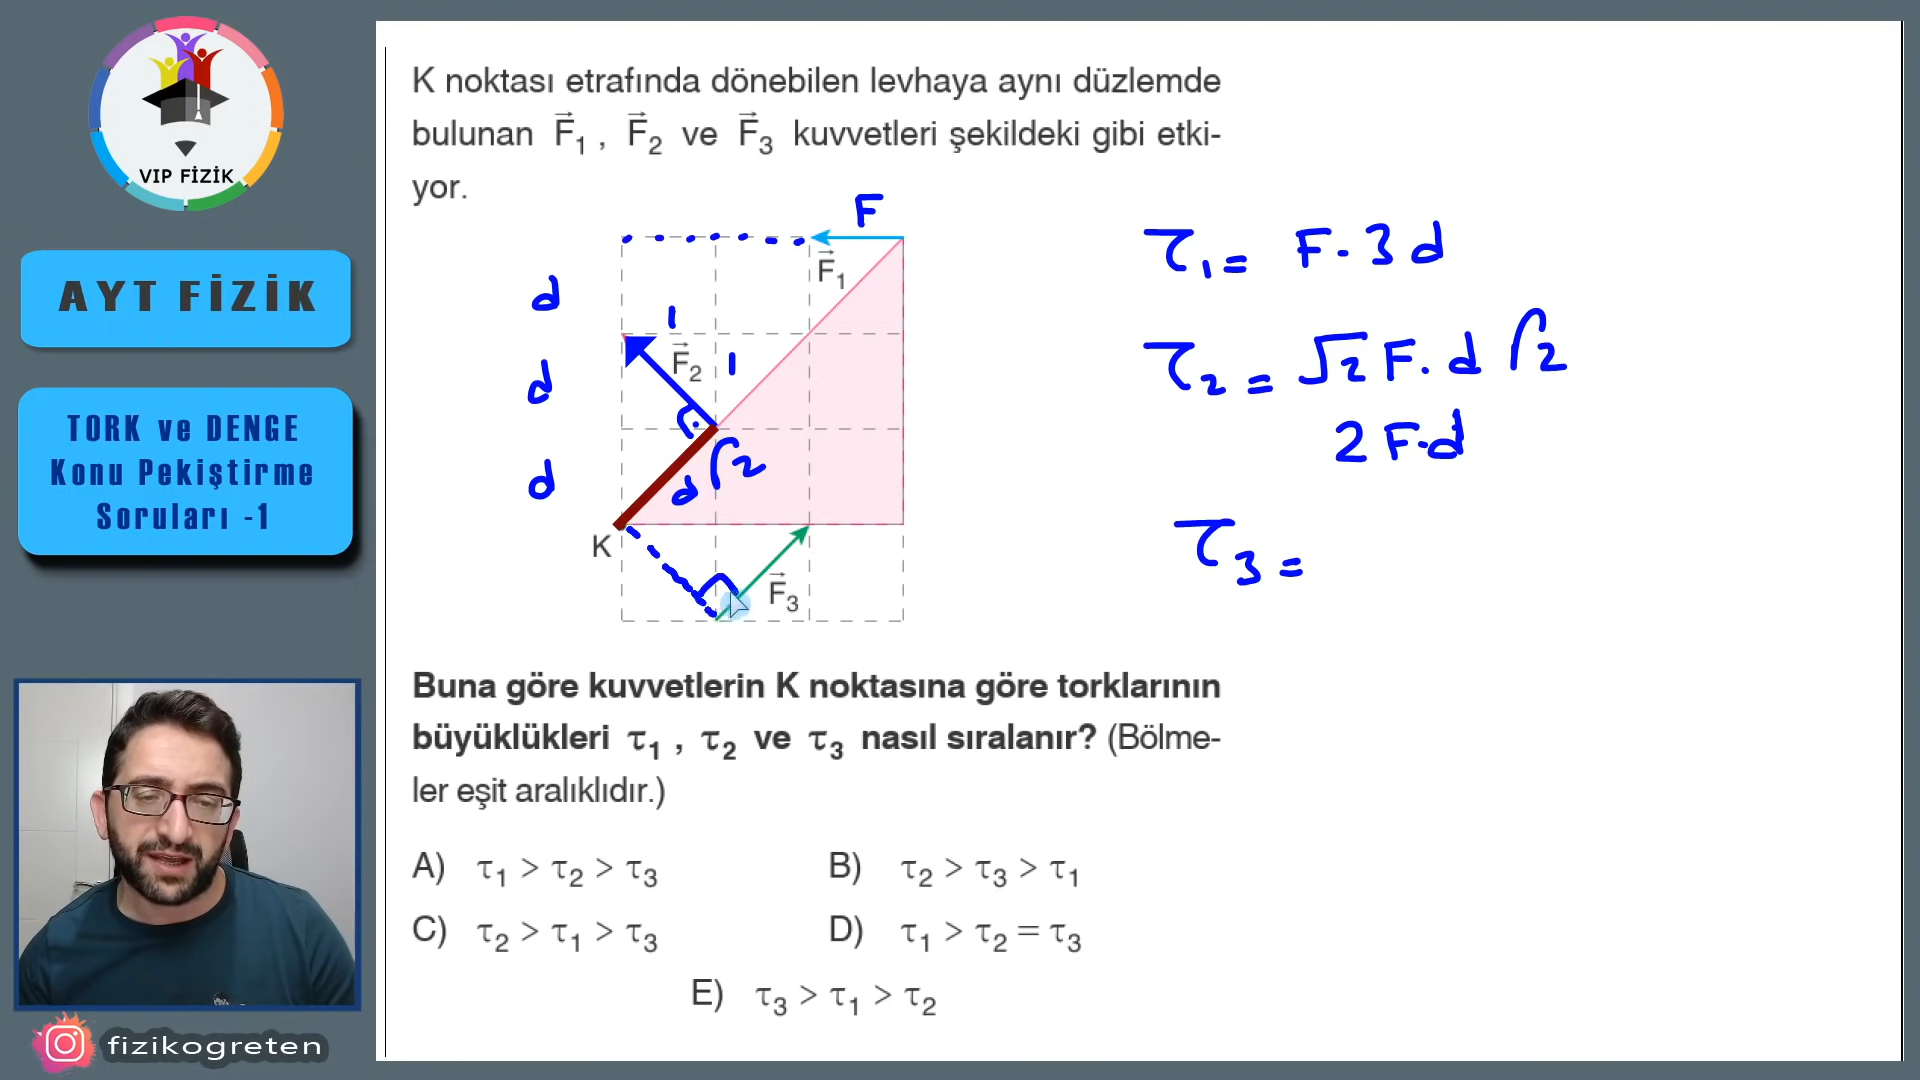 VIP FİZİK
AYT FİZİK
TORK ve DENGE
Konu Pekiştirme
Soruları -1
fizikogreten
K noktası etrafında dönebilen levhaya aynı düzlemde
bulunan F⃗₁ , F⃗₂ ve F⃗₃ kuvvetleri şekildeki gibi etki-
yor.
F
F⃗₁
d
1
F⃗₂
1
d
√2
d
d
K
F⃗₃
τ₁ = F · 3d
τ₂ = √2 F · d √2
2 F · d
τ₃ =
Buna göre kuvvetlerin K noktasına göre torklarının
büyüklükleri τ₁ , τ₂ ve τ₃ nasıl sıralanır? (Bölme-
ler eşit aralıklıdır.)
A) τ₁ > τ₂ > τ₃
B) τ₂ > τ₃ > τ₁
C) τ₂ > τ₁ > τ₃
D) τ₁ > τ₂ = τ₃
E) τ₃ > τ₁ > τ₂